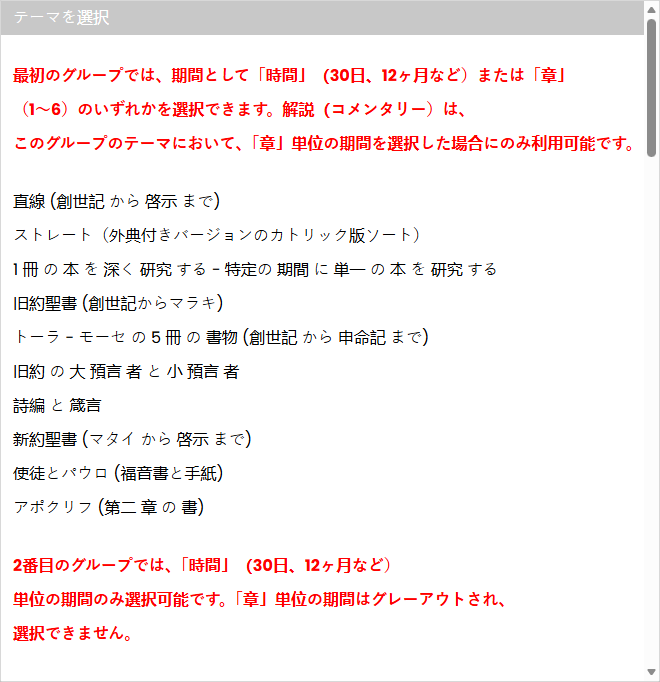 テーマを選択
最初のグループでは、期間として「時間」（30日、12ヶ月など）または「章」
（1〜6）のいずれかを選択できます。解説（コメンタリー）は、
このグループのテーマにおいて、「章」単位の期間を選択した場合にのみ利用可能です。
直線 (創世記 から 啓示 まで)
ストレート（外典付きバージョンのカトリック版ソート）
1 冊 の 本 を 深く 研究 する - 特定の 期間 に 単一 の 本 を 研究 する
旧約聖書 (創世記からマラキ)
トーラ - モーセ の 5 冊 の 書物 (創世記 から 申命記 まで)
旧約 の 大 預言 者 と 小 預言 者
詩編 と 箴言
新約聖書 (マタイ から 啓示 まで)
使徒とパウロ (福音書と手紙)
アポクリフ (第二 章 の 書)
2番目のグループでは、「時間」（30日、12ヶ月など）
単位の期間のみ選択可能です。「章」単位の期間はグレーアウトされ、
選択できません。